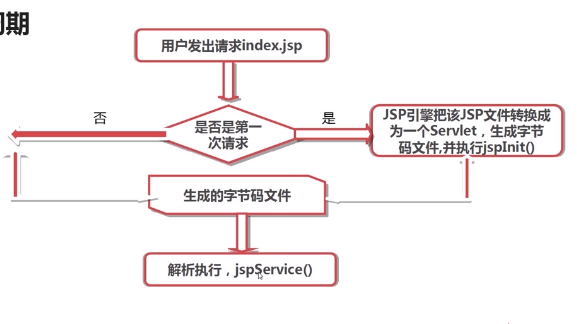 期
用户发出请求index.jsp
否
是否是第一
次请求
是
JSP引擎把该JSP文件转换成
为一个Servlet，生成字节
码文件,并执行jspInit()
生成的字节码文件
解析执行，jspService()